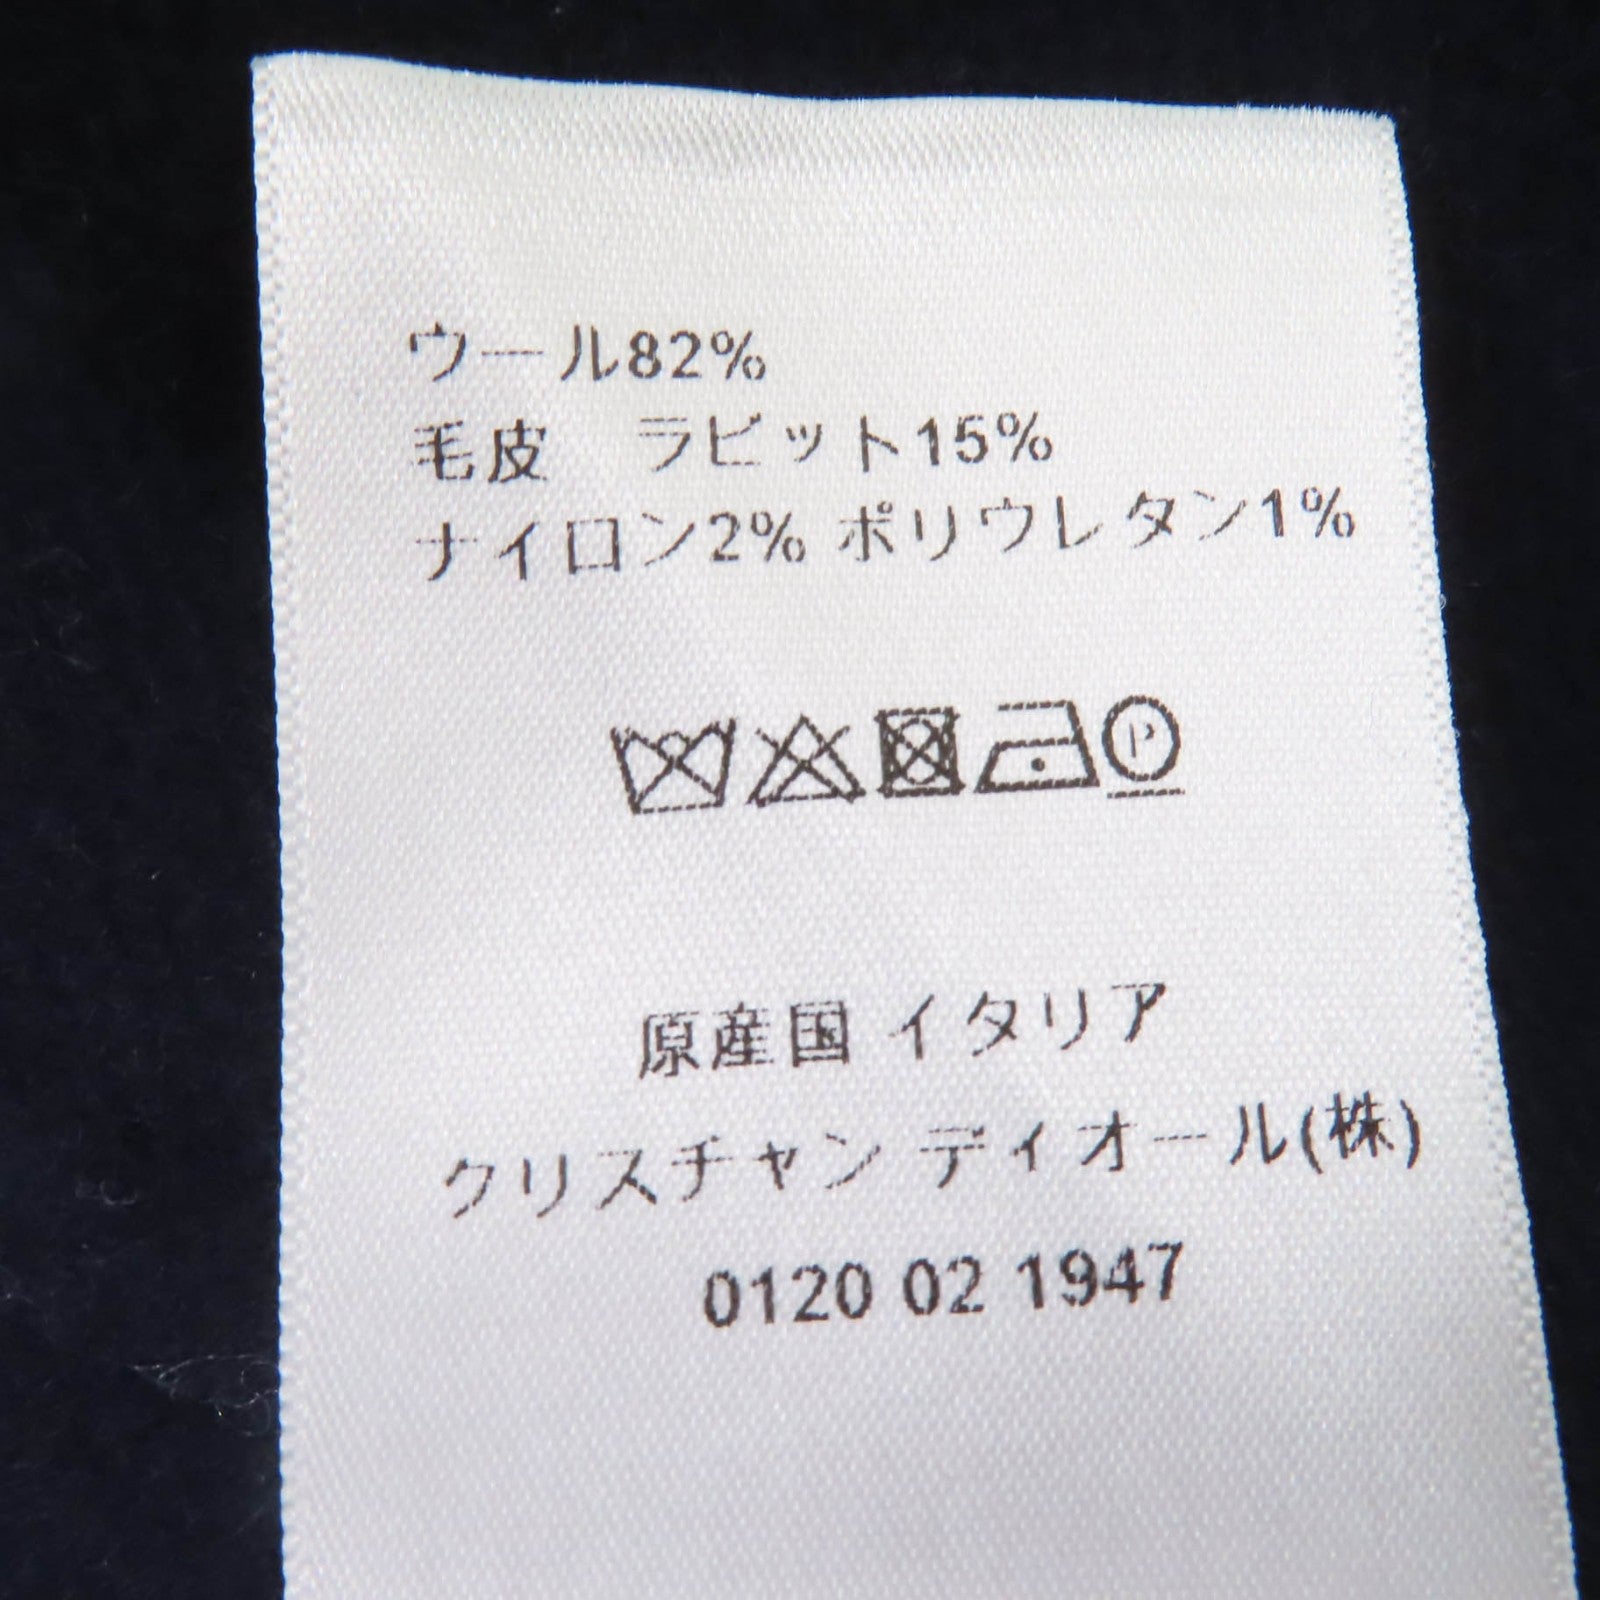 ウール82%
毛皮　ラビット15%
ナイロン2% ポリウレタン1%
P
原産国 イタリア
クリスチャン ディオール(株)
0120 02 1947